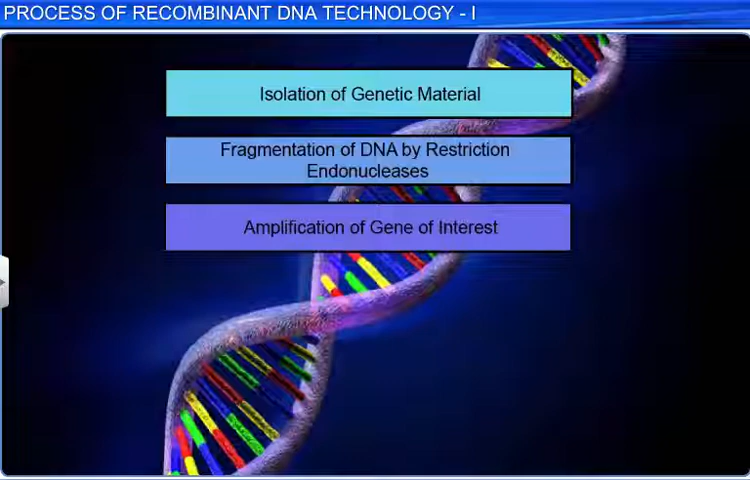 PROCESS OF RECOMBINANT DNA TECHNOLOGY - I
Isolation of Genetic Material
Fragmentation of DNA by Restriction
Endonucleases
Amplification of Gene of Interest